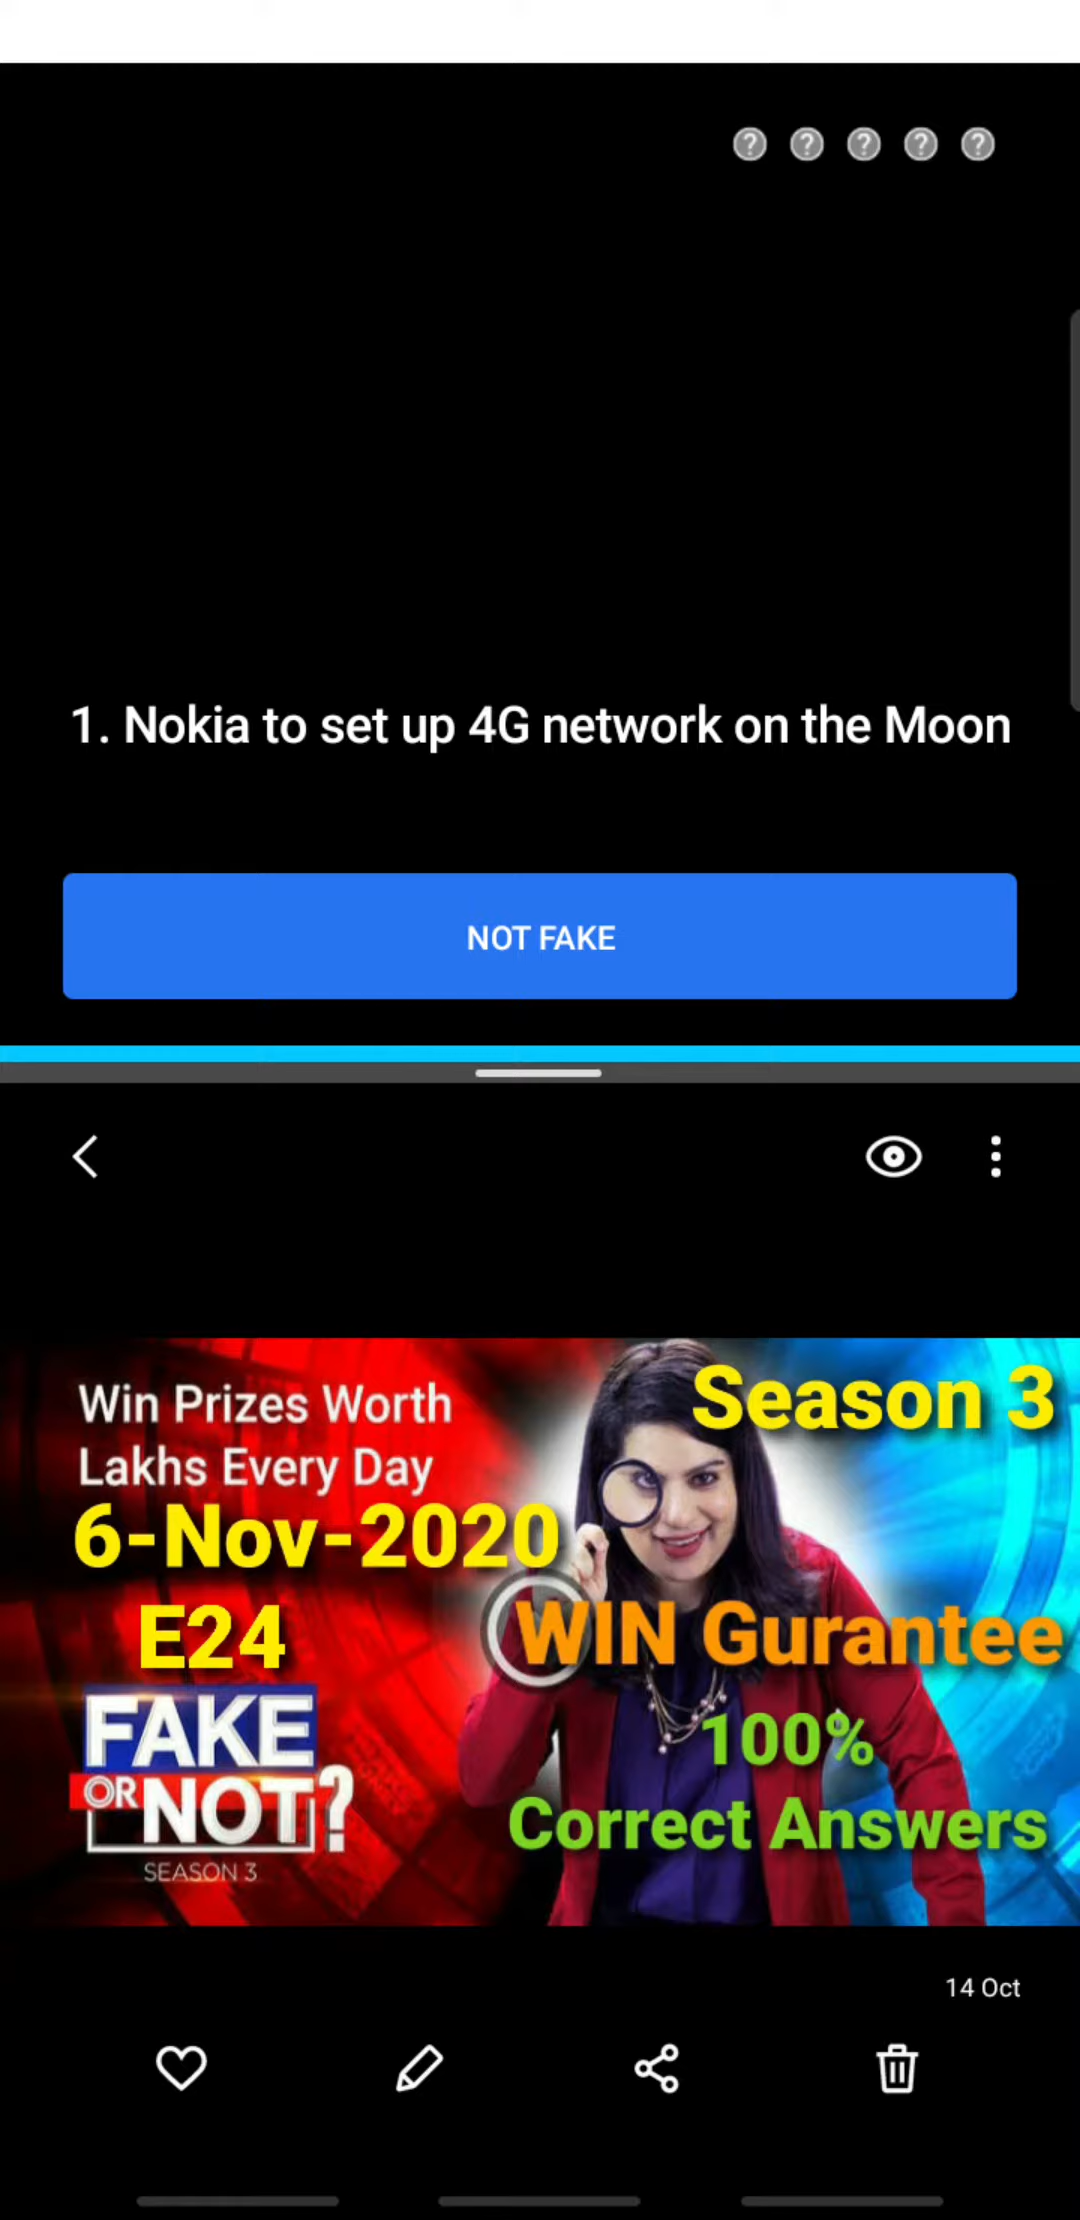 1. Nokia to set up 4G network on the Moon
NOT FAKE
Win Prizes Worth
Lakhs Every Day
Season 3
6-Nov-2020
E24
WIN Gurantee
FAKE
OR NOT?
SEASON 3
100%
Correct Answers
14 Oct